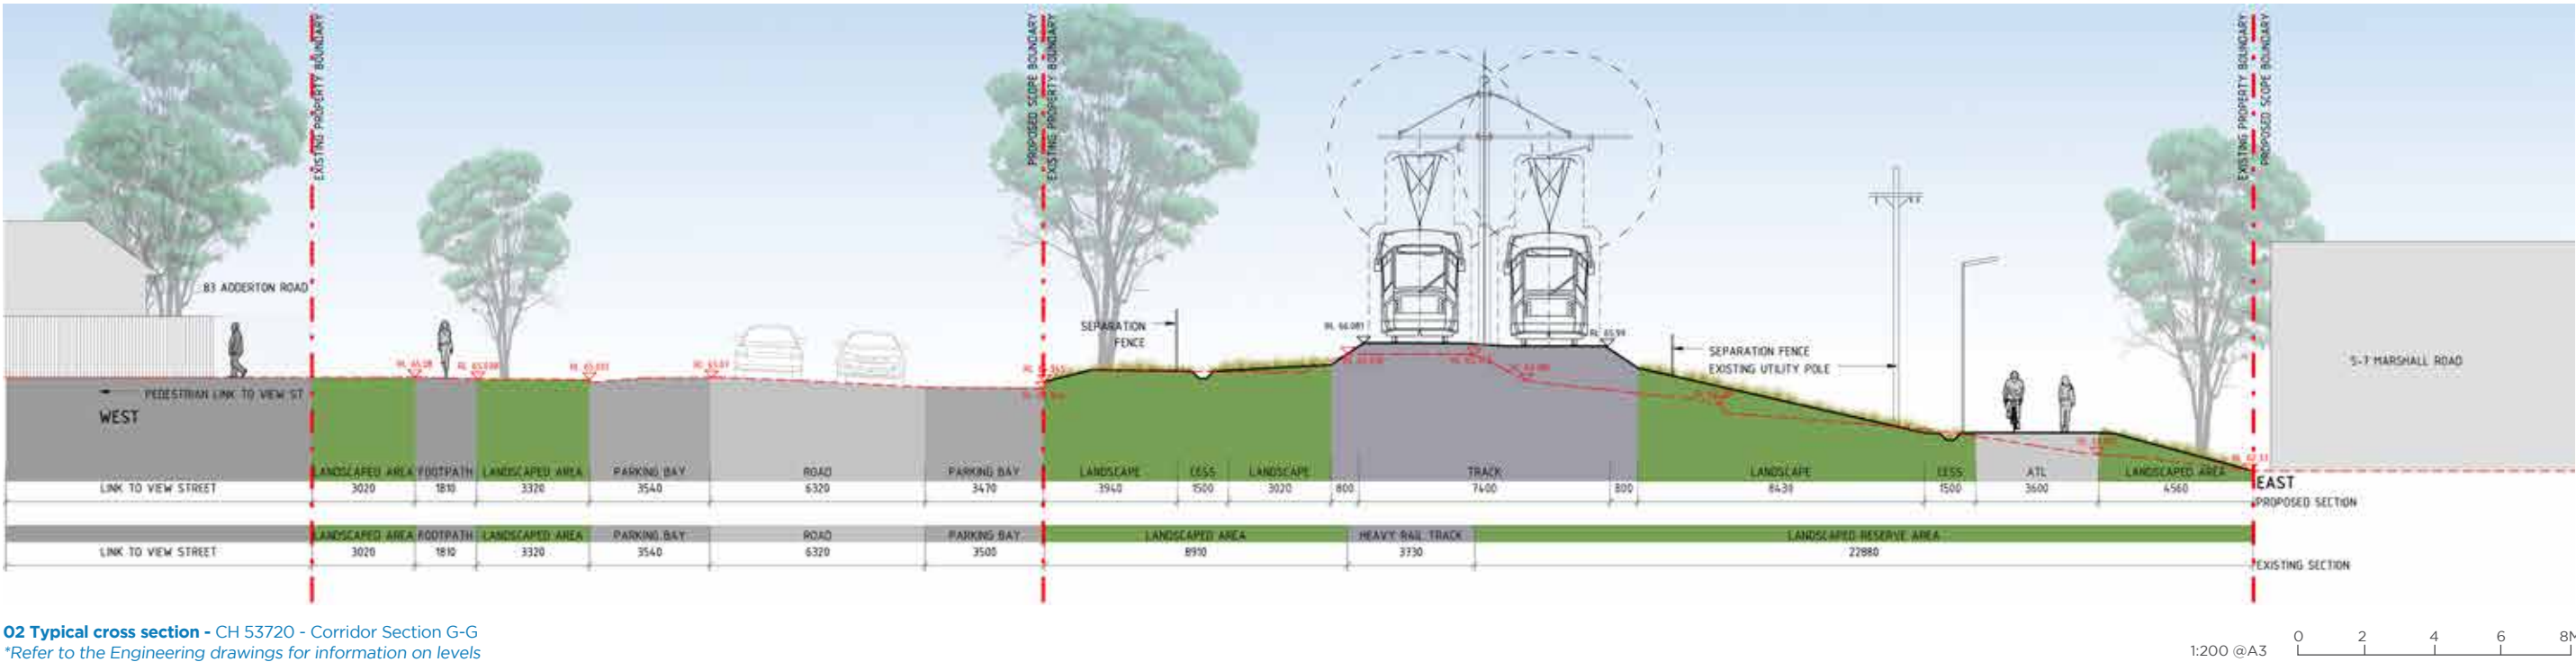 EXISTING PROPERTY BOUNDARY
PROPOSED SCOPE BOUNDARY
EXISTING PROPERTY BOUNDARY
EXISTING PROPERTY BOUNDARY
PROPOSED SCOPE BOUNDARY
83 ADDERTON ROAD
SEPARATION
FENCE
SEPARATION FENCE
EXISTING UTILITY POLE
5-7 MARSHALL ROAD
PEDESTRIAN LINK TO VIEW ST
WEST
LANDSCAPED AREA FOOTPATH LANDSCAPED AREA PARKING BAY ROAD PARKING BAY LANDSCAPE CESS LANDSCAPE TRACK LANDSCAPE CESS ATL LANDSCAPED AREA
LINK TO VIEW STREET 3020 1810 3320 3540 6320 3470 3940 1500 3020 800 7400 800 8430 1500 3600 4560
EAST
PROPOSED SECTION
LANDSCAPED AREA FOOTPATH LANDSCAPED AREA PARKING BAY ROAD PARKING BAY LANDSCAPED AREA HEAVY RAIL TRACK LANDSCAPED RESERVE AREA
LINK TO VIEW STREET 3020 1810 3320 3540 6320 3500 8910 3730 22880
EXISTING SECTION
02 Typical cross section - CH 53720 - Corridor Section G-G
*Refer to the Engineering drawings for information on levels
1:200 @A3 0 2 4 6 8M